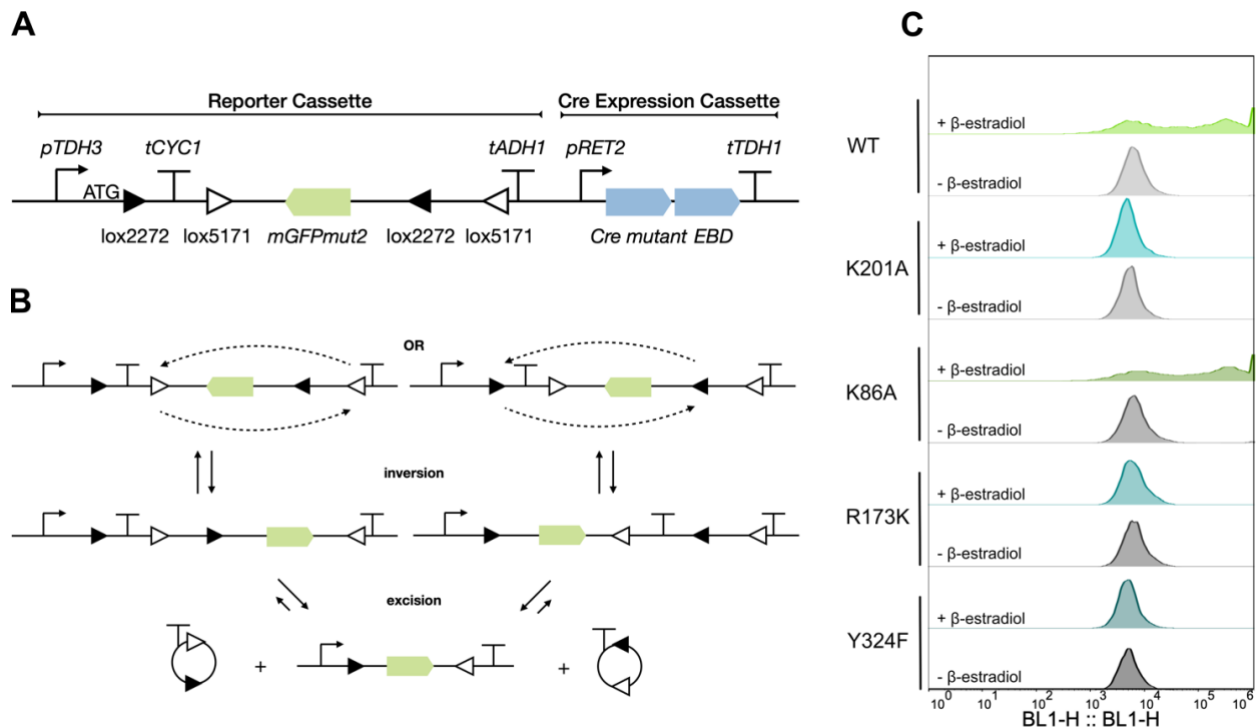 A
Reporter Cassette Cre Expression Cassette
pTDH3 tCYC1 tADH1 pRET2 tTDH1
ATG
lox2272 lox5171 mGFPmut2 lox2272 lox5171 Cre mutant EBD
B
OR
inversion
excision
+ +
C
WT
+ β-estradiol
- β-estradiol
K201A
+ β-estradiol
- β-estradiol
K86A
+ β-estradiol
- β-estradiol
R173K
+ β-estradiol
- β-estradiol
Y324F
+ β-estradiol
- β-estradiol
10⁰ 10¹ 10² 10³ 10⁴ 10⁵ 10⁶
BL1-H :: BL1-H